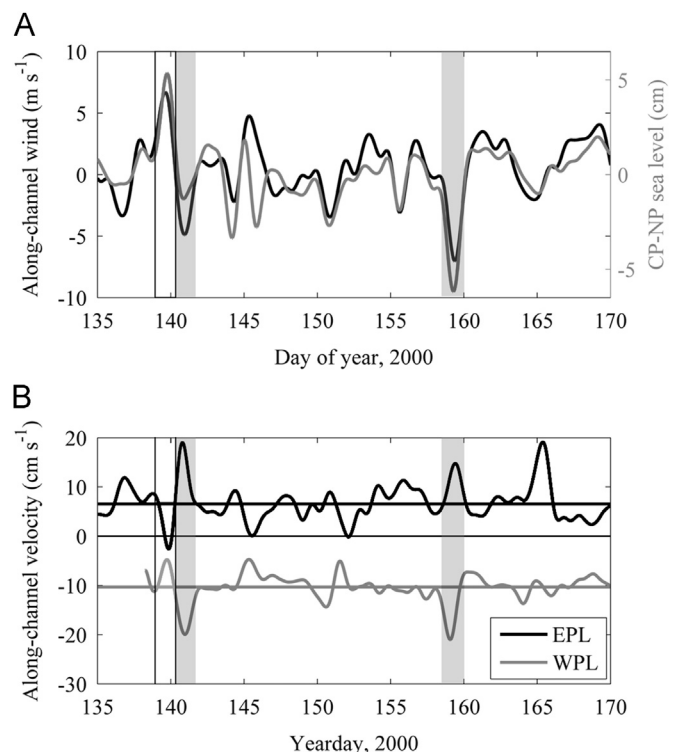 A
Along-channel wind (m s⁻¹)
10
5
0
-5
-10
5
0
-5
CP-NP sea level (cm)
135 140 145 150 155 160 165 170
Day of year, 2000
B
Along-channel velocity (cm s⁻¹)
20
10
0
-10
-20
-30
EPL
WPL
135 140 145 150 155 160 165 170
Yearday, 2000